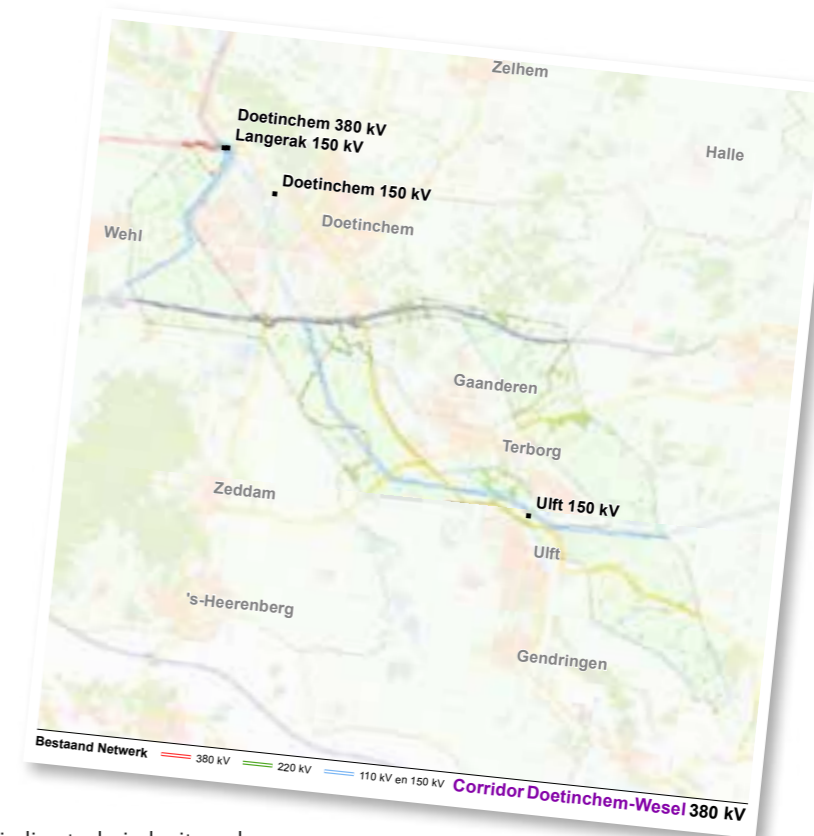 Zelhem
Doetinchem 380 kV
Langerak 150 kV
Halle
Doetinchem 150 kV
Doetinchem
Wehl
Gaanderen
Terborg
Zeddam
Ulft 150 kV
Ulft
's-Heerenberg
Gendringen
Bestaand Netwerk 380 kV 220 kV 110 kV en 150 kV Corridor Doetinchem-Wesel 380 kV